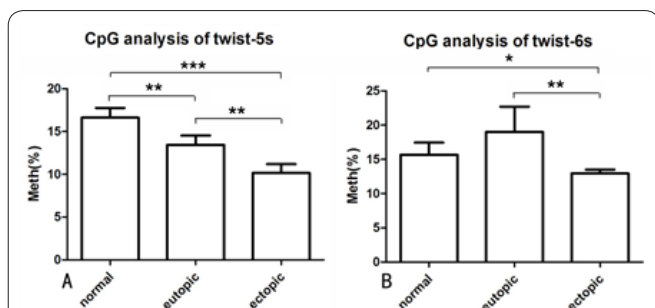 CpG analysis of twist-5s
***
**
**
Meth(%)
20
15
10
5
0
A
normal
eutopic
ectopic
CpG analysis of twist-6s
*
**
Meth(%)
25
20
15
10
5
0
B
normal
eutopic
ectopic